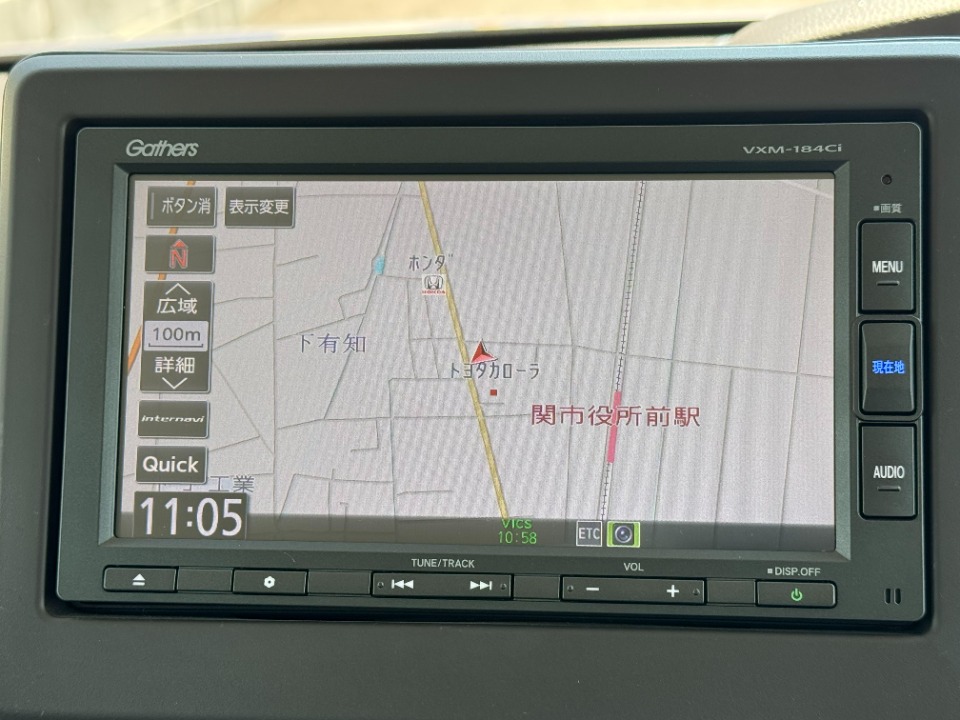 Gathers
VXM-184Ci
ボタン消
表示変更
■画質
N
ホンダ
HONDA
MENU
広域
100m
下有知
詳細
トヨタカローラ
現在地
internavi
関市役所前駅
Quick
工業
AUDIO
11:05
VICS
10:58
ETC
TUNE/TRACK
VOL
■DISP.OFF